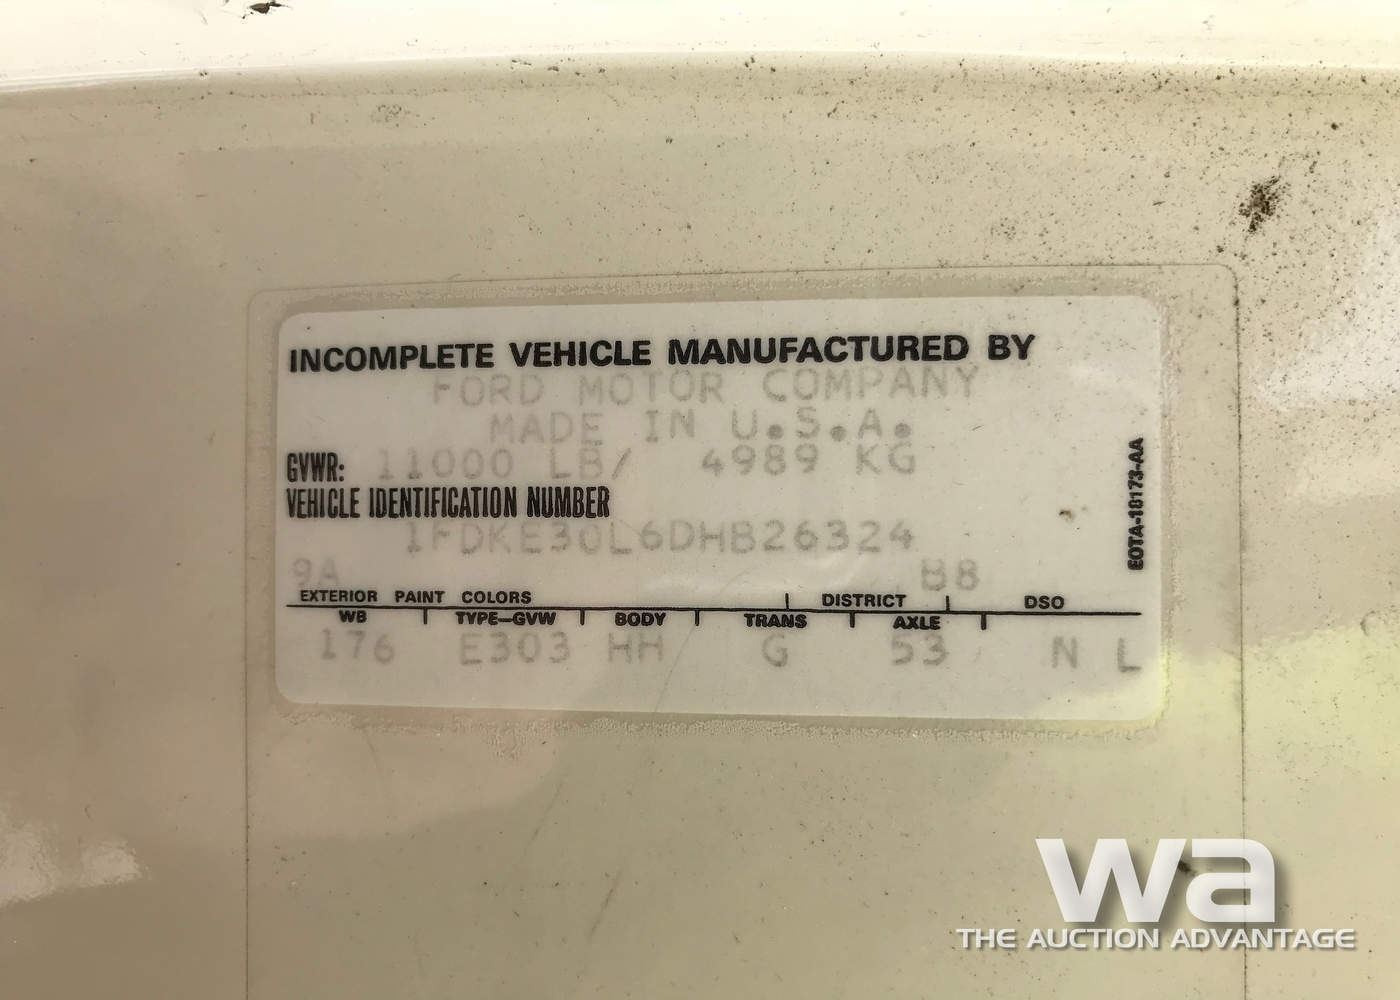 INCOMPLETE VEHICLE MANUFACTURED BY
FORD MOTOR COMPANY
MADE IN U.S.A.
GVWR: 11000 LB/ 4989 KG
VEHICLE IDENTIFICATION NUMBER
1FDKE30L6DHB26324
9A B8
EXTERIOR PAINT COLORS DISTRICT DSO
WB TYPE—GVW BODY TRANS AXLE
176 E303 HH G 53 N L
EOTA-18173-AA
wa
THE AUCTION ADVANTAGE